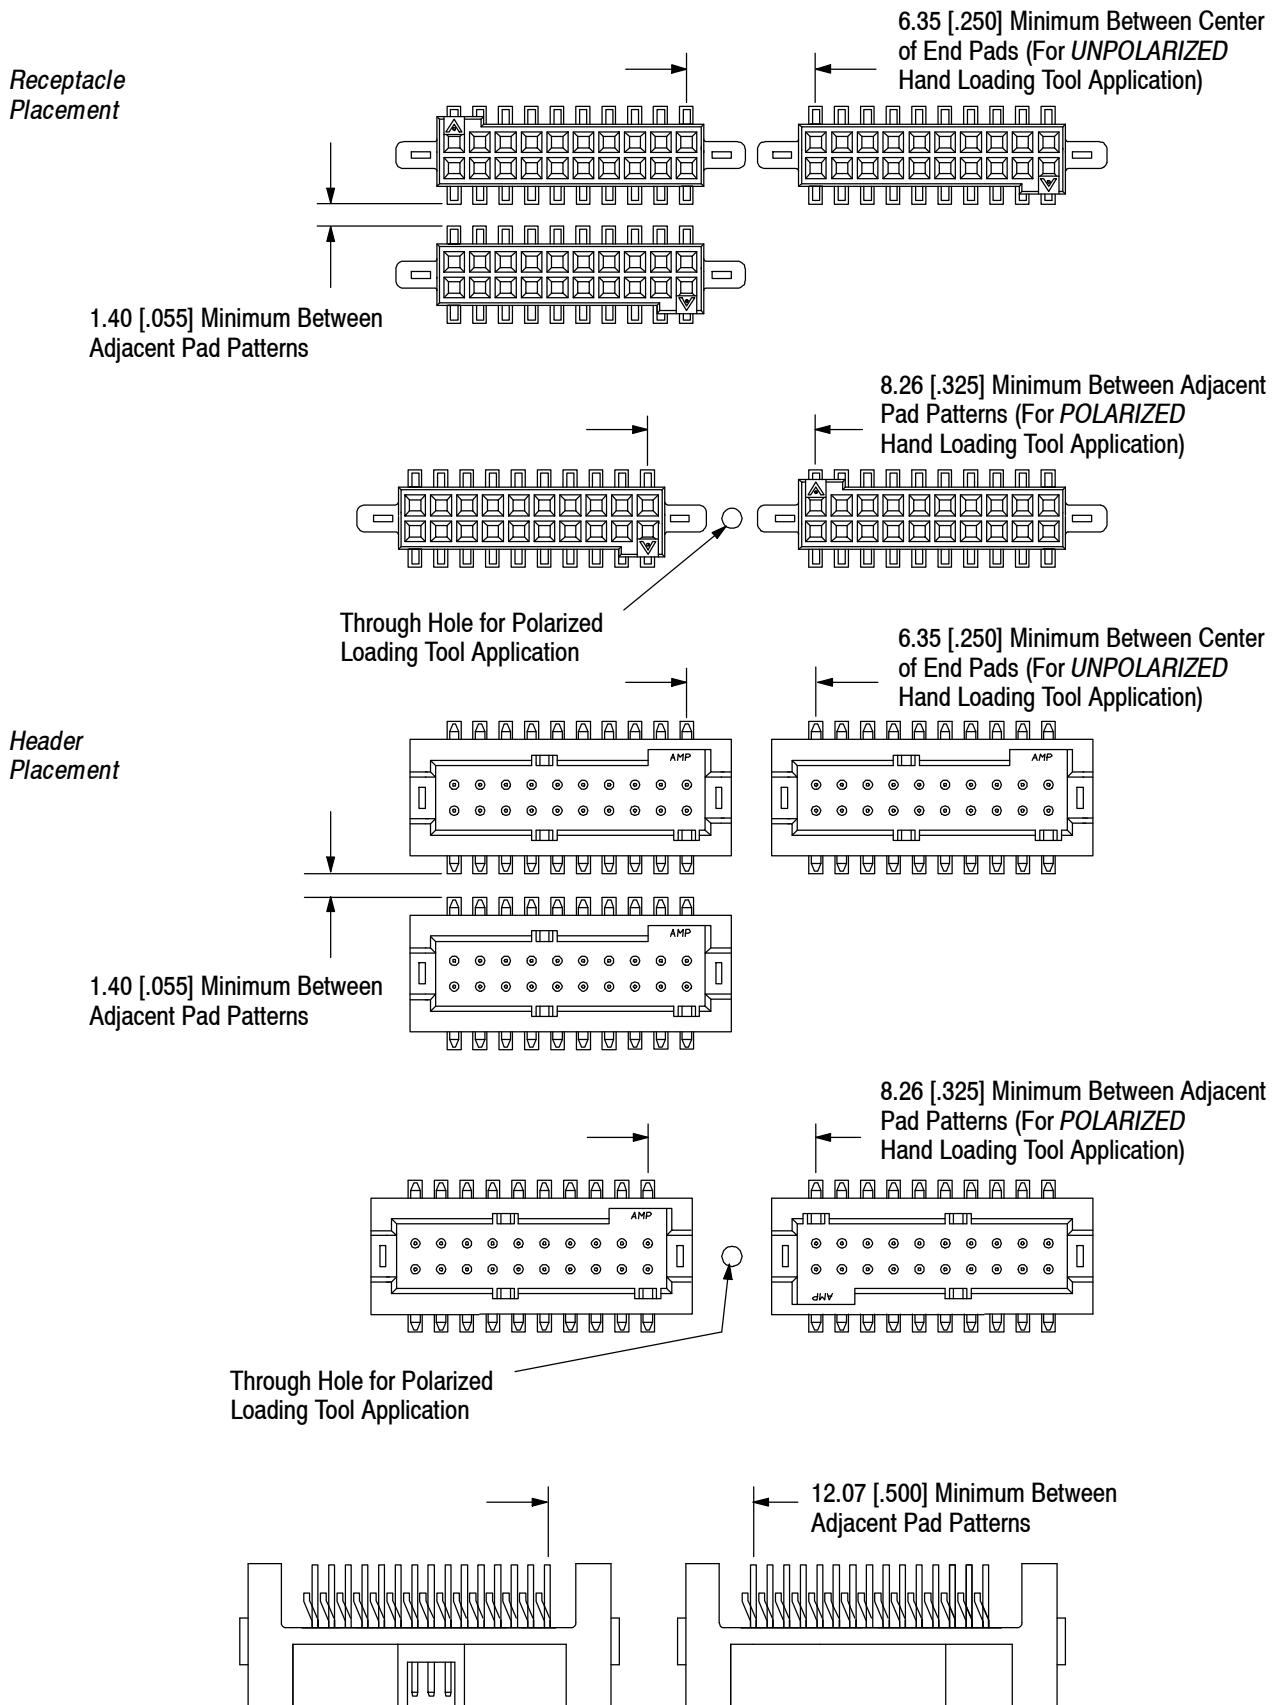 6.35 [.250] Minimum Between Center
of End Pads (For UNPOLARIZED
Hand Loading Tool Application)
Receptacle
Placement
1.40 [.055] Minimum Between
Adjacent Pad Patterns
8.26 [.325] Minimum Between Adjacent
Pad Patterns (For POLARIZED
Hand Loading Tool Application)
Through Hole for Polarized
Loading Tool Application
6.35 [.250] Minimum Between Center
of End Pads (For UNPOLARIZED
Hand Loading Tool Application)
Header
Placement
AMP
AMP
AMP
1.40 [.055] Minimum Between
Adjacent Pad Patterns
8.26 [.325] Minimum Between Adjacent
Pad Patterns (For POLARIZED
Hand Loading Tool Application)
AMP
AMP
Through Hole for Polarized
Loading Tool Application
12.07 [.500] Minimum Between
Adjacent Pad Patterns